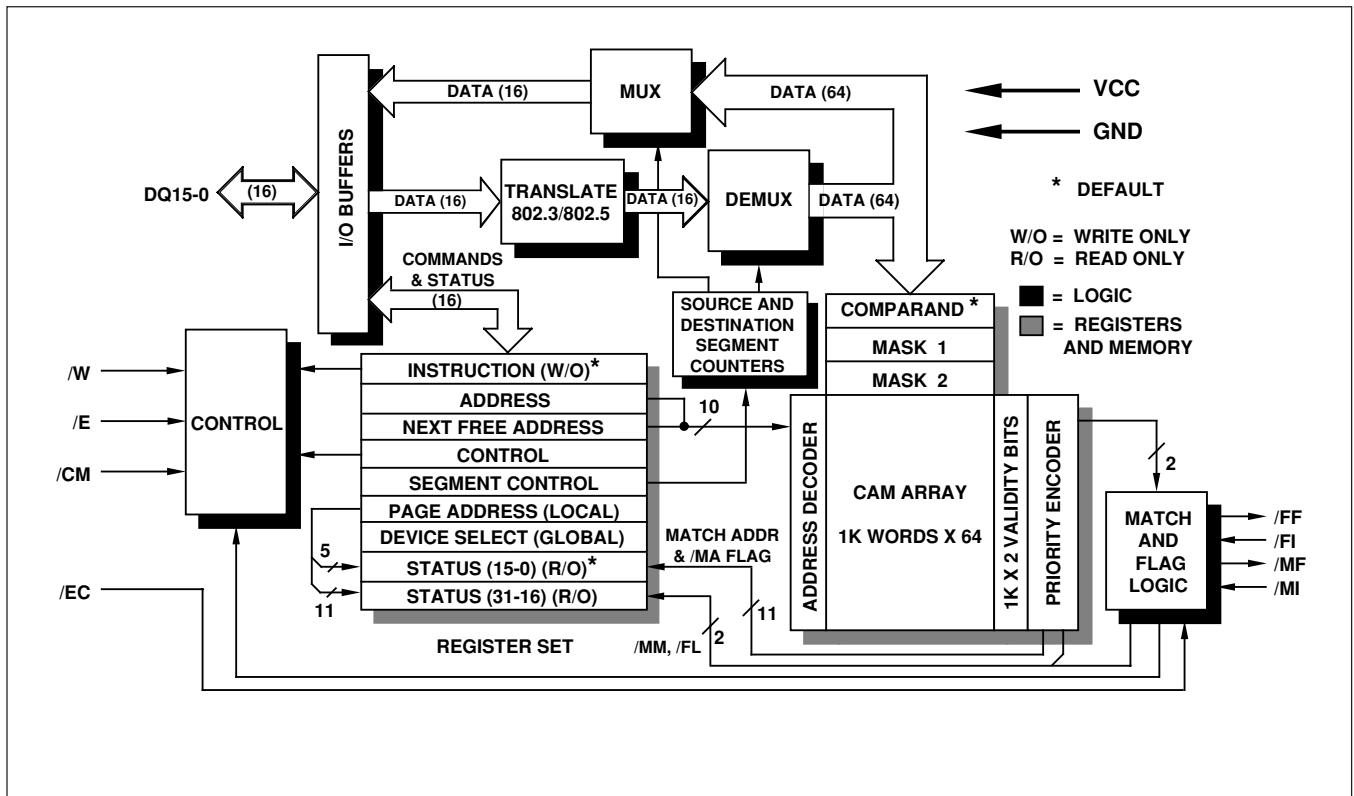 DATA (16)
MUX
DATA (64)
VCC
GND
I/O BUFFERS
DQ15-0
(16)
DATA (16)
TRANSLATE
802.3/802.5
DATA (16)
DEMUX
DATA (64)
* DEFAULT
W/O = WRITE ONLY
R/O = READ ONLY
= LOGIC
= REGISTERS
AND MEMORY
COMMANDS
& STATUS
(16)
SOURCE AND
DESTINATION
SEGMENT
COUNTERS
COMPARAND *
MASK 1
MASK 2
/W
/E
/CM
/EC
CONTROL
INSTRUCTION (W/O)*
ADDRESS
NEXT FREE ADDRESS
CONTROL
SEGMENT CONTROL
PAGE ADDRESS (LOCAL)
DEVICE SELECT (GLOBAL)
STATUS (15-0) (R/O)*
STATUS (31-16) (R/O)
REGISTER SET
10
5
11
MATCH ADDR
& /MA FLAG
11
/MM, /FL
2
ADDRESS DECODER
CAM ARRAY
1K WORDS X 64
1K X 2 VALIDITY BITS
PRIORITY ENCODER
2
MATCH
AND
FLAG
LOGIC
/FF
/FI
/MF
/MI